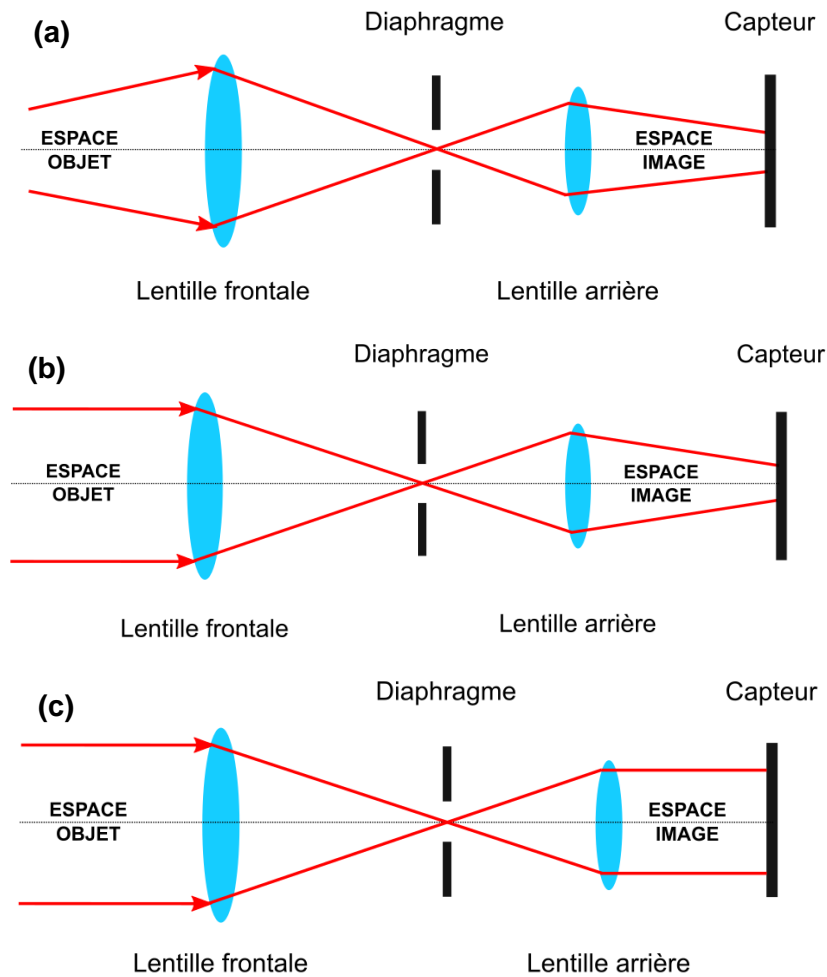 (a)
Diaphragme
Capteur
ESPACE
OBJET
ESPACE
IMAGE
Lentille frontale
Lentille arrière
(b)
Diaphragme
Capteur
ESPACE
OBJET
ESPACE
IMAGE
Lentille frontale
Lentille arrière
(c)
Diaphragme
Capteur
ESPACE
OBJET
ESPACE
IMAGE
Lentille frontale
Lentille arrière